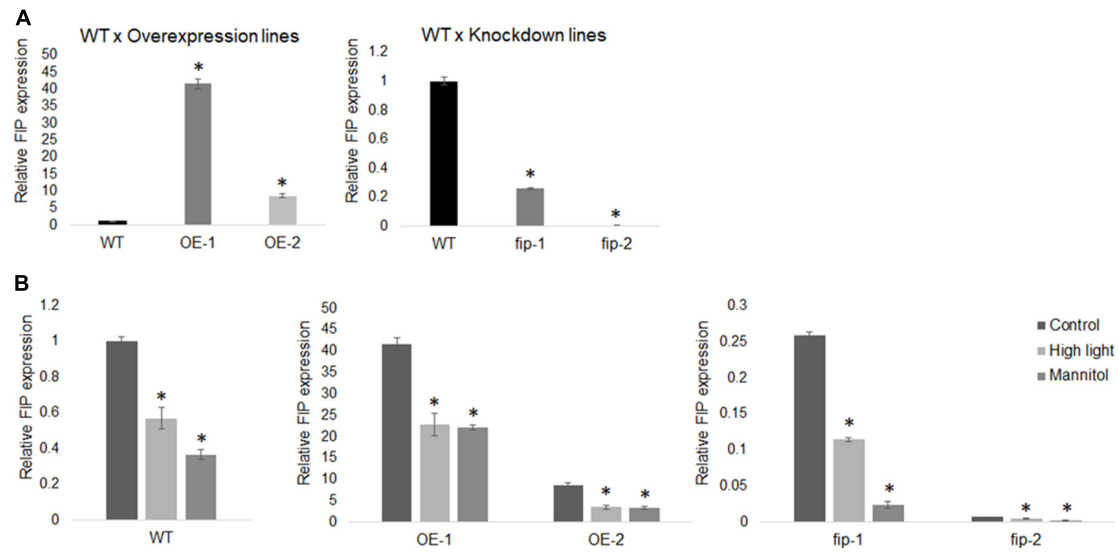 A
WT x Overexpression lines
Relative FIP expression
50
45
40
35
30
25
20
15
10
5
0
*
*
WT
OE-1
OE-2
WT x Knockdown lines
Relative FIP expression
1.2
1
0.8
0.6
0.4
0.2
0
*
*
WT
fip-1
fip-2
B
Relative FIP expression
1.2
1
0.8
0.6
0.4
0.2
0
*
*
WT
Relative FIP expression
50
45
40
35
30
25
20
15
10
5
0
*
*
*
*
OE-1
OE-2
Relative FIP expression
0.3
0.25
0.2
0.15
0.1
0.05
0
*
*
*
*
fip-1
fip-2
Control
High light
Mannitol